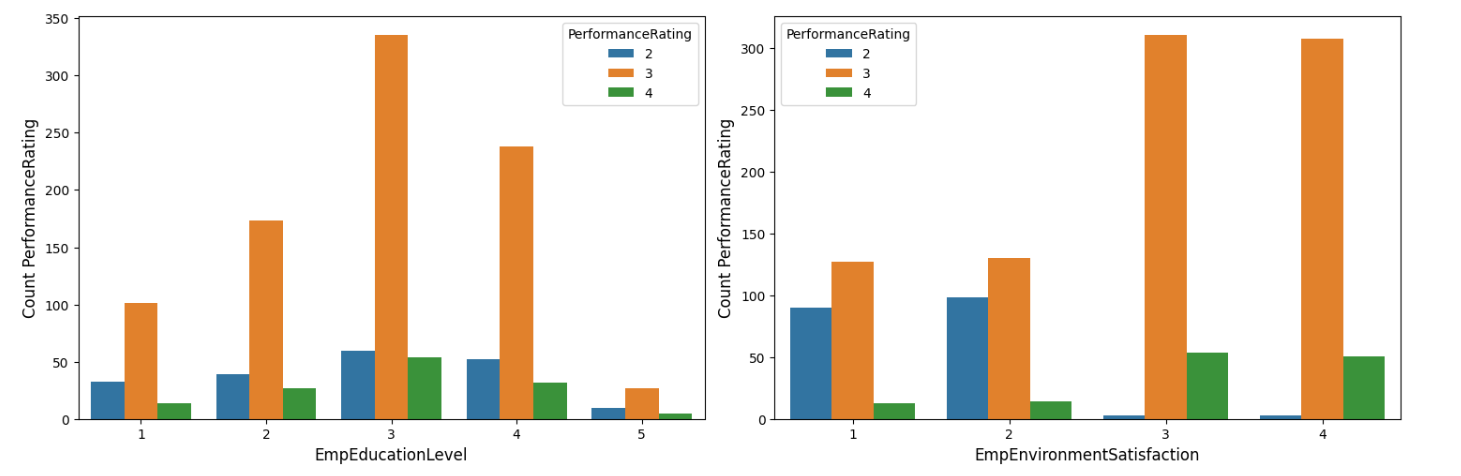 350
300
250
200
150
100
50
0
Count PerformanceRating
PerformanceRating
2
3
4
1 2 3 4 5
EmpEducationLevel
300
250
200
150
100
50
0
Count PerformanceRating
PerformanceRating
2
3
4
1 2 3 4
EmpEnvironmentSatisfaction